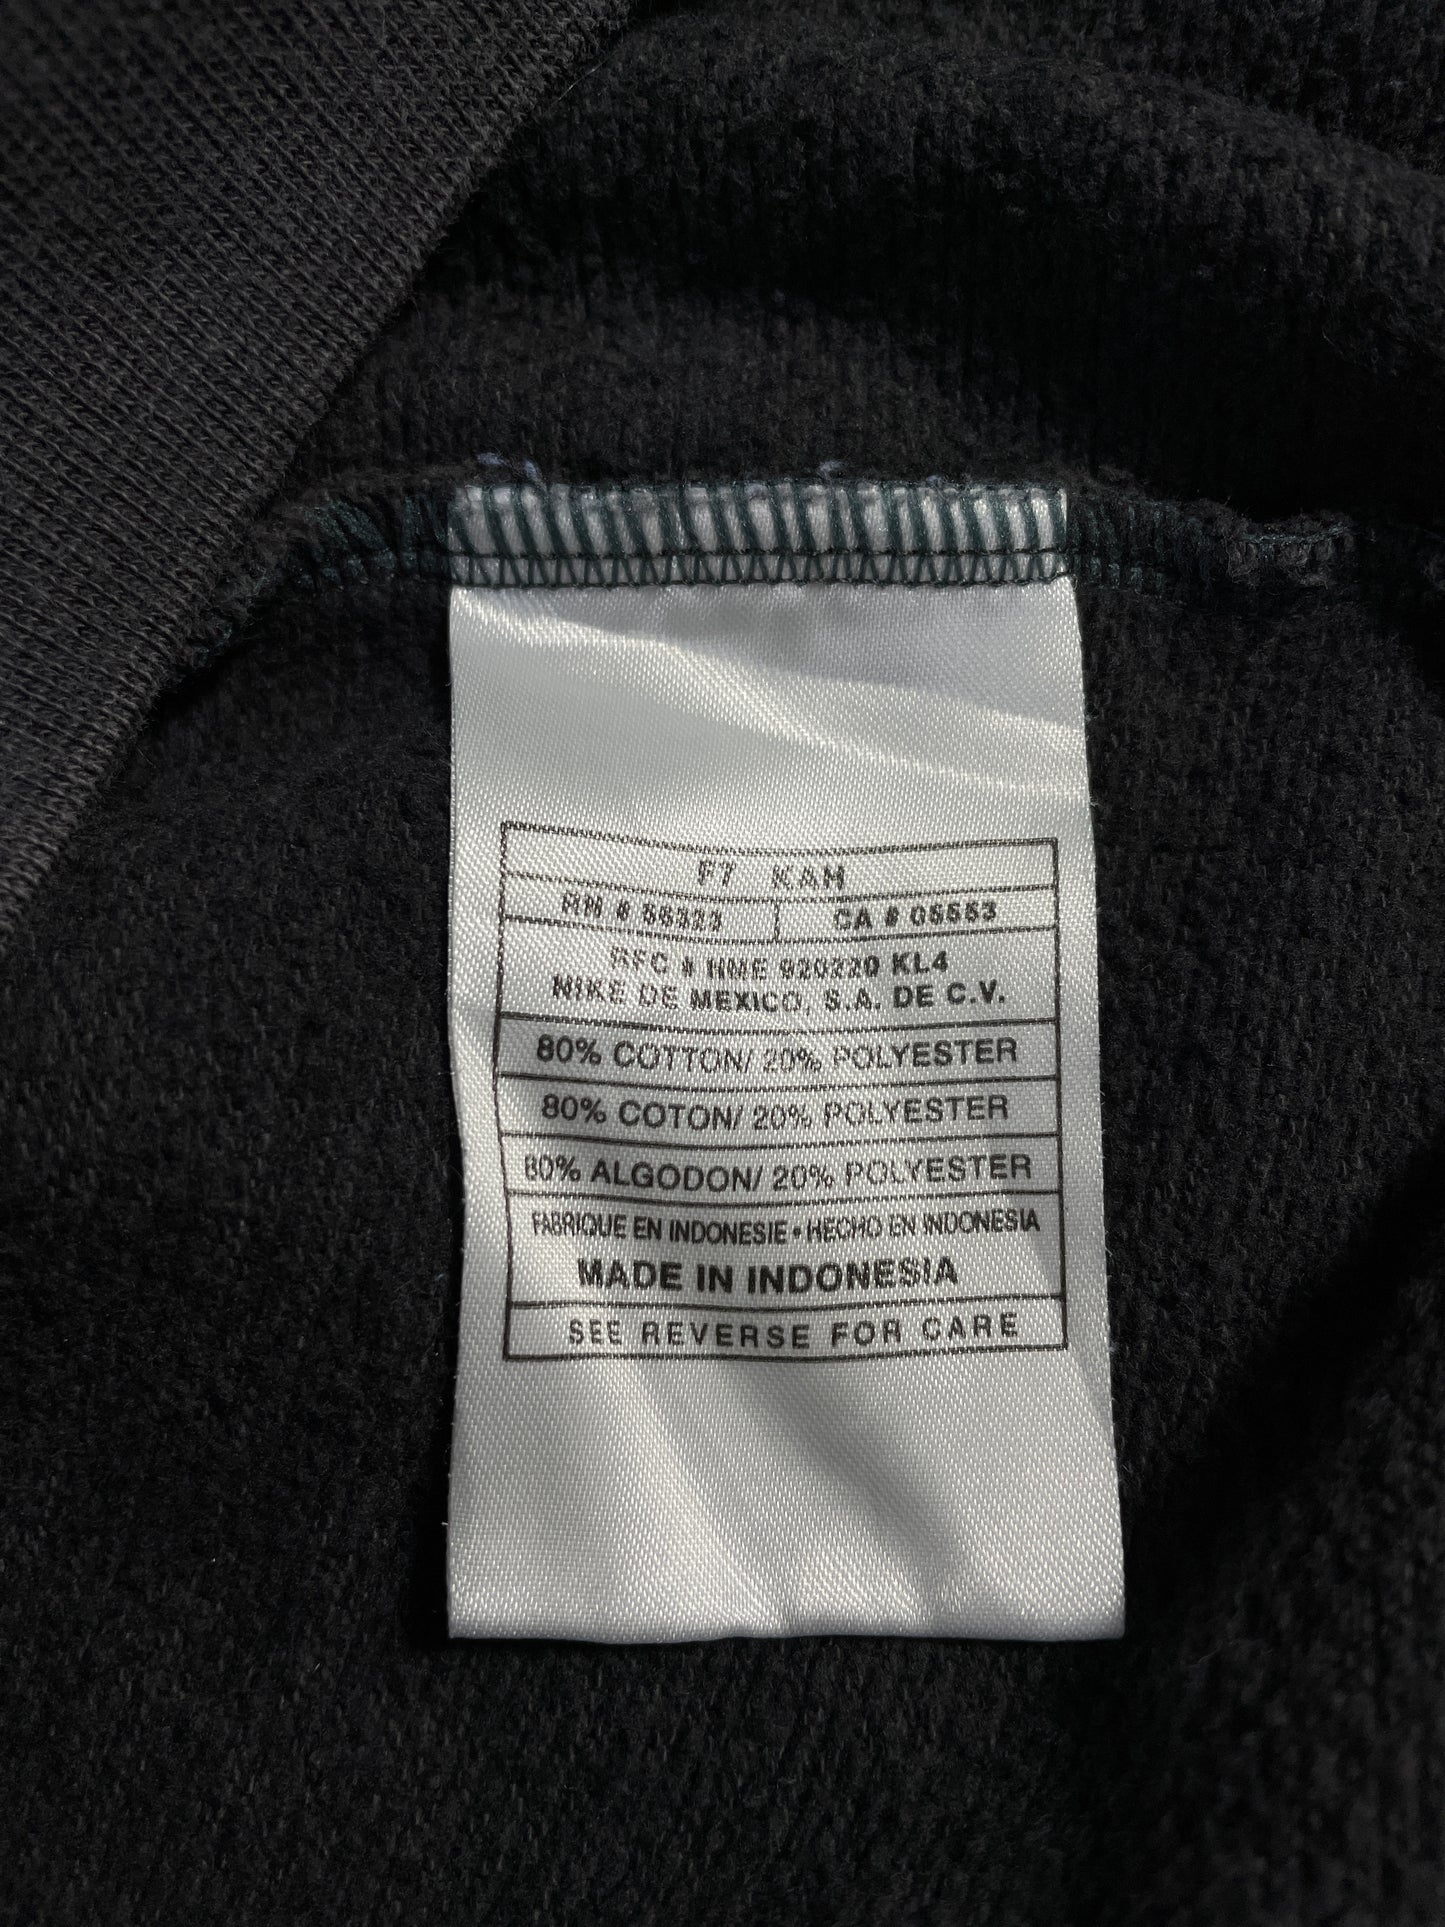 F7 KAH
RN # 56323
CA # 05553
RFC # NME 920220 KL4
NIKE DE MEXICO, S.A. DE C.V.
80% COTTON/ 20% POLYESTER
80% COTON/ 20% POLYESTER
80% ALGODON/ 20% POLYESTER
FABRIQUE EN INDONESIE • HECHO EN INDONESIA
MADE IN INDONESIA
SEE REVERSE FOR CARE